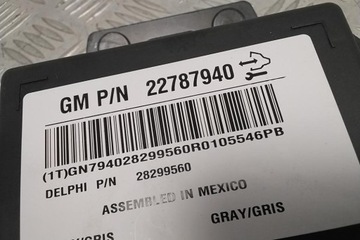 GM P/N 22787940
(1T)GN794028299560R0105546PB
DELPHI P/N 28299560
ASSEMBLED IN MEXICO
GRAY/GRIS